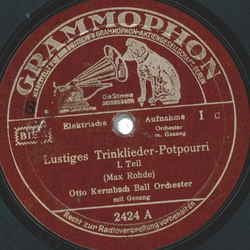 GRAMMOPHON
Die Stimme
seines Herrn
BIE
Elektrische Aufnahme
Orchester
m. Gesang
I c
Lustiges Trinklieder-Potpourri
I. Teil
(Max Rohde)
Otto Kermbach Ball Orchester
mit Gesang
2424 A
Recht zur Radioverbreitung vorbehalten